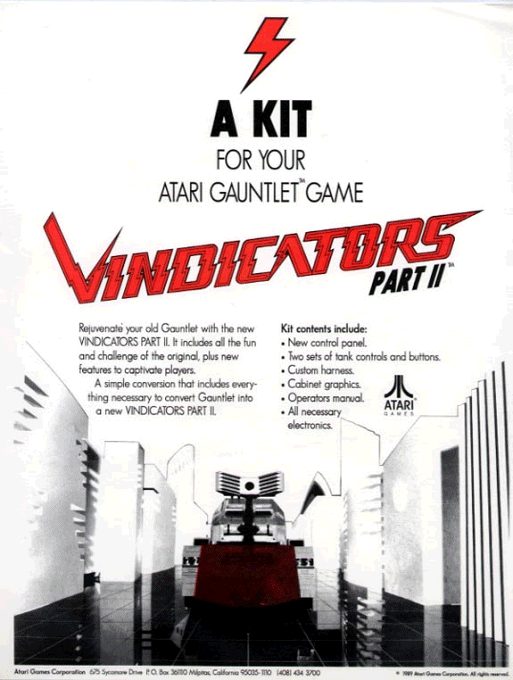 A KIT
FOR YOUR
ATARI GAUNTLET™ GAME
VINDICATORS
PART II™
Rejuvenate your old Gauntlet with the new
VINDICATORS PART II. It includes all the fun
and challenge of the original, plus new
features to captivate players.
A simple conversion that includes every-
thing necessary to convert Gauntlet into
a new VINDICATORS PART II.
Kit contents include:
• New control panel.
• Two sets of tank controls and buttons.
• Custom harness.
• Cabinet graphics.
• Operators manual.
• All necessary
electronics.
ATARI
GAMES
Atari Games Corporation 675 Sycamore Drive P.O. Box 361110 Milpitas, California 95035-1110 (408) 434 3700
© 1989 Atari Games Corporation. All rights reserved.